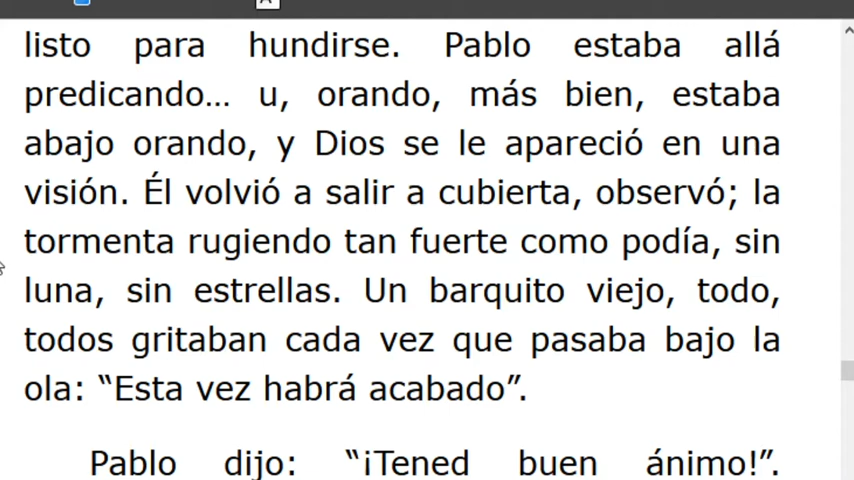 listo para hundirse. Pablo estaba allá
predicando… u, orando, más bien, estaba
abajo orando, y Dios se le apareció en una
visión. Él volvió a salir a cubierta, observó; la
tormenta rugiendo tan fuerte como podía, sin
luna, sin estrellas. Un barquito viejo, todo,
todos gritaban cada vez que pasaba bajo la
ola: “Esta vez habrá acabado”.
Pablo dijo: “¡Tened buen ánimo!”.